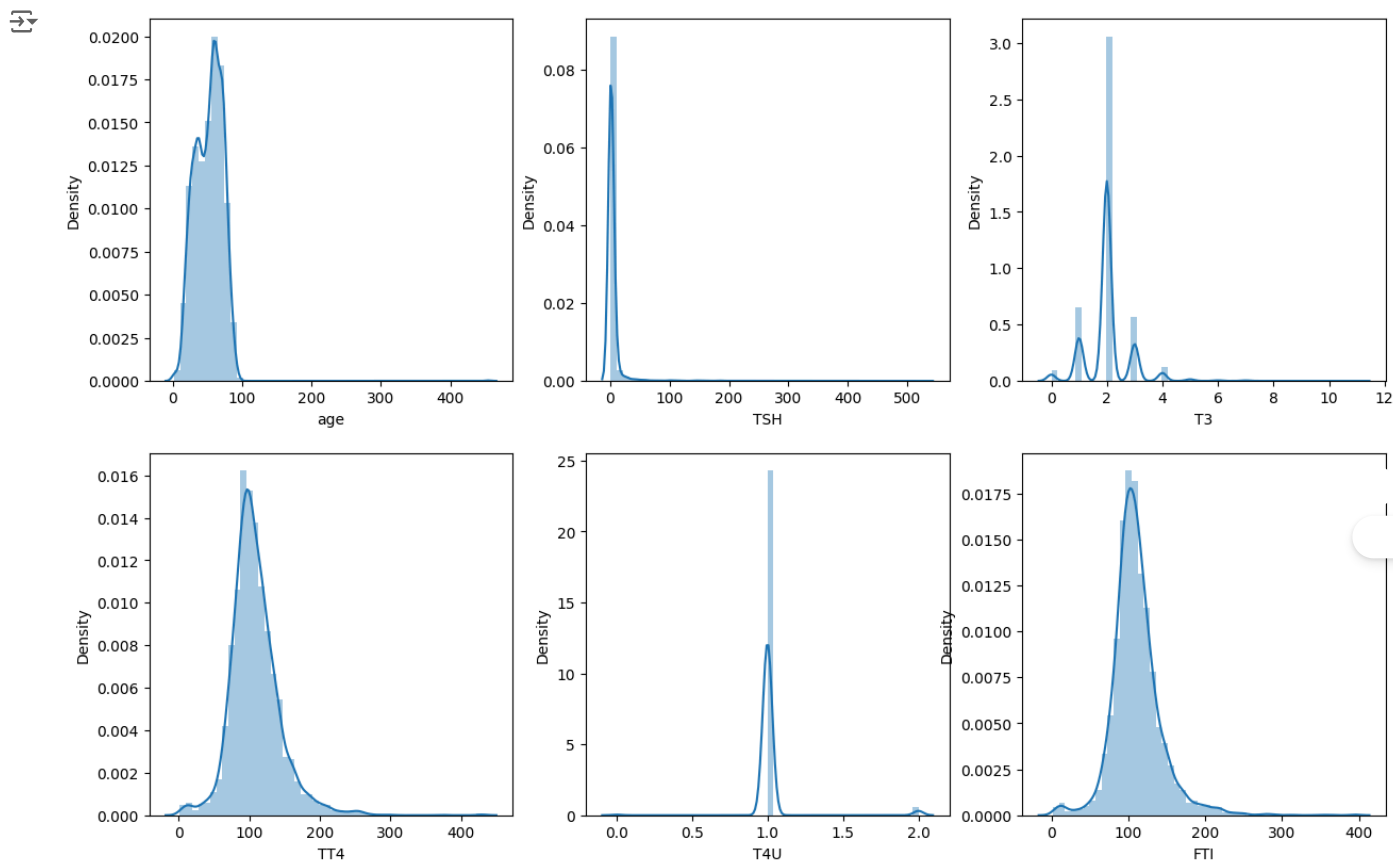 0.0200
0.0175
0.0150
0.0125
0.0100
0.0075
0.0050
0.0025
0.0000
Density
0 100 200 300 400
age
0.08
0.06
0.04
0.02
0.00
Density
0 100 200 300 400 500
TSH
3.0
2.5
2.0
1.5
1.0
0.5
0.0
Density
0 2 4 6 8 10 12
T3
0.016
0.014
0.012
0.010
0.008
0.006
0.004
0.002
0.000
Density
0 100 200 300 400
TT4
25
20
15
10
5
0
Density
0.0 0.5 1.0 1.5 2.0
T4U
0.0175
0.0150
0.0125
0.0100
0.0075
0.0050
0.0025
0.0000
Density
0 100 200 300 400
FTI